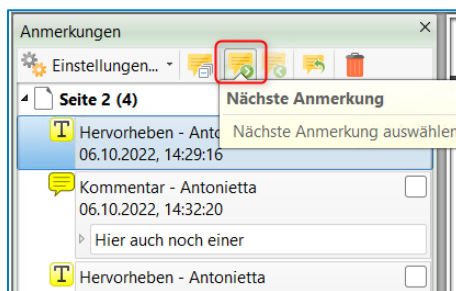 Anmerkungen
Einstellungen...
Seite 2 (4)
Nächste Anmerkung
Nächste Anmerkung auswählen
Hervorheben -
06.10.2022, 14:29:16
Kommentar - Antonietta
06.10.2022, 14:32:20
Hier auch noch einer
Hervorheben - Antonietta